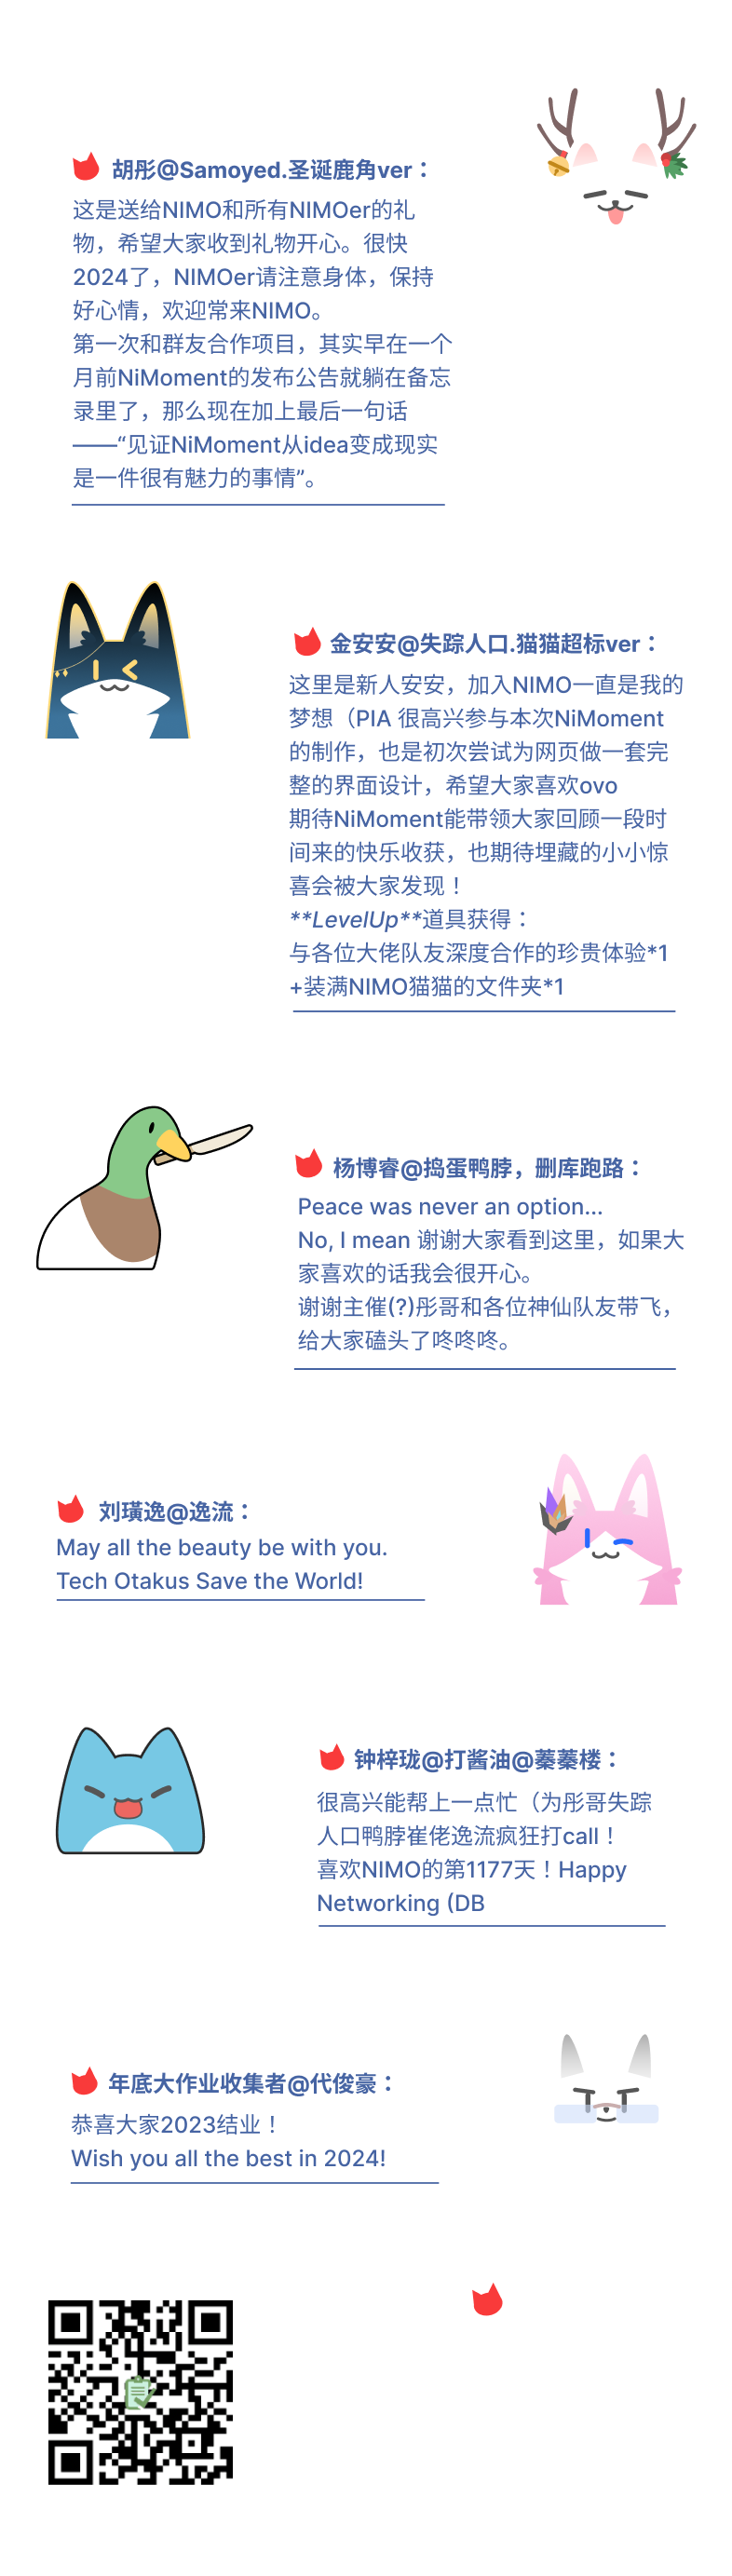 胡彤@Samoyed.圣诞鹿角ver：
这是送给NIMO和所有NIMOer的礼
物，希望大家收到礼物开心。很快
2024了，NIMOer请注意身体，保持
好心情，欢迎常来NIMO。
第一次和群友合作项目，其实早在一个
月前NiMoment的发布公告就躺在备忘
录里了，那么现在加上最后一句话
——“见证NiMoment从idea变成现实
是一件很有魅力的事情”。
金安安@失踪人口.猫猫超标ver：
这里是新人安安，加入NIMO一直是我的
梦想（PIA 很高兴参与本次NiMoment
的制作，也是初次尝试为网页做一套完
整的界面设计，希望大家喜欢ovo
期待NiMoment能带领大家回顾一段时
间来的快乐收获，也期待埋藏的小小惊
喜会被大家发现！
**LevelUp**道具获得：
与各位大佬队友深度合作的珍贵体验*1
+装满NIMO猫猫的文件夹*1
杨博睿@捣蛋鸭脖，删库跑路：
Peace was never an option...
No, I mean 谢谢大家看到这里，如果大
家喜欢的话我会很开心。
谢谢主催(?)彤哥和各位神仙队友带飞，
给大家磕头了咚咚咚。
刘璜逸@逸流：
May all the beauty be with you.
Tech Otakus Save the World!
钟梓珑@打酱油@蓁蓁楼：
很高兴能帮上一点忙（为彤哥失踪
人口鸭脖崔佬逸流疯狂打call！
喜欢NIMO的第1177天！Happy
Networking (DB
年底大作业收集者@代俊豪：
恭喜大家2023结业！
Wish you all the best in 2024!